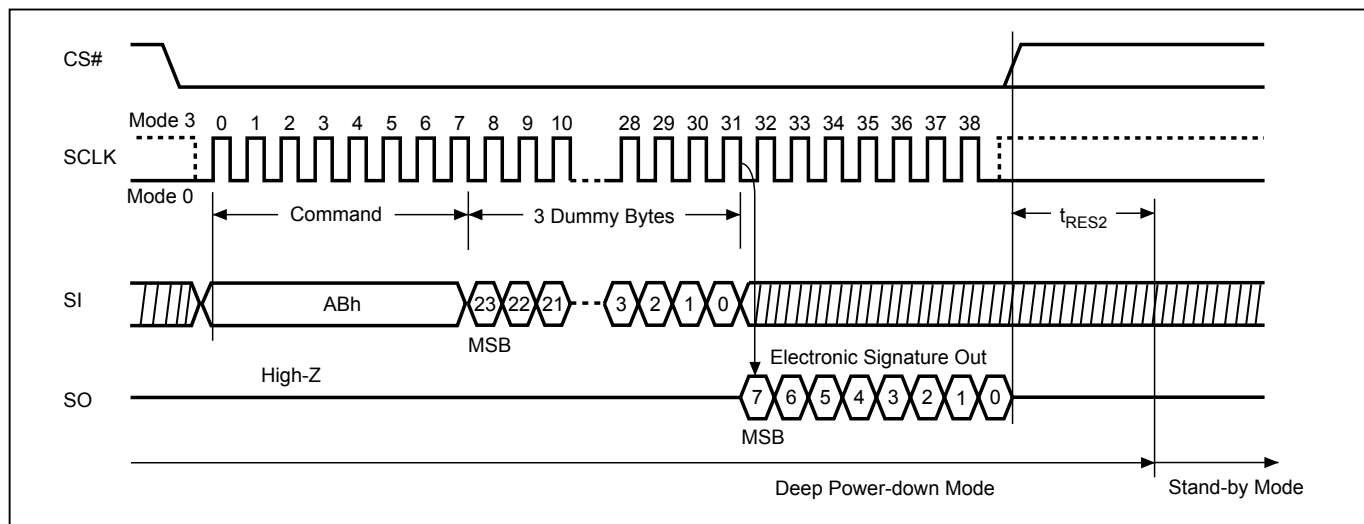 CS#
Mode 3
0 1 2 3 4 5 6 7 8 9 10 28 29 30 31 32 33 34 35 36 37 38
SCLK
Mode 0
Command
3 Dummy Bytes
tRES2
SI
ABh
23 22 21 3 2 1 0
MSB
Electronic Signature Out
High-Z
SO
7 6 5 4 3 2 1 0
MSB
Deep Power-down Mode
Stand-by Mode